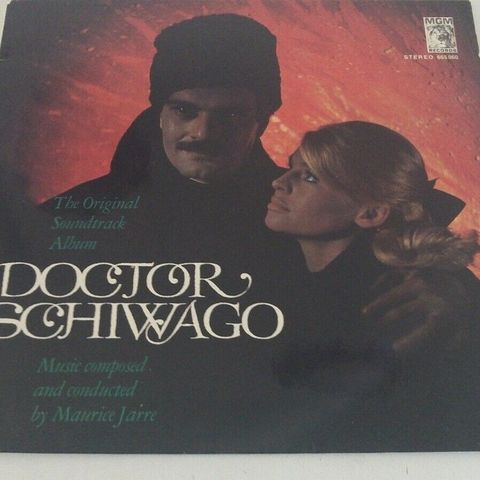 MGM
RECORDS
STEREO 665 060
The Original
Soundtrack
Album
DOCTOR
SCHIWAGO
Music composed
and conducted
by Maurice Jarre